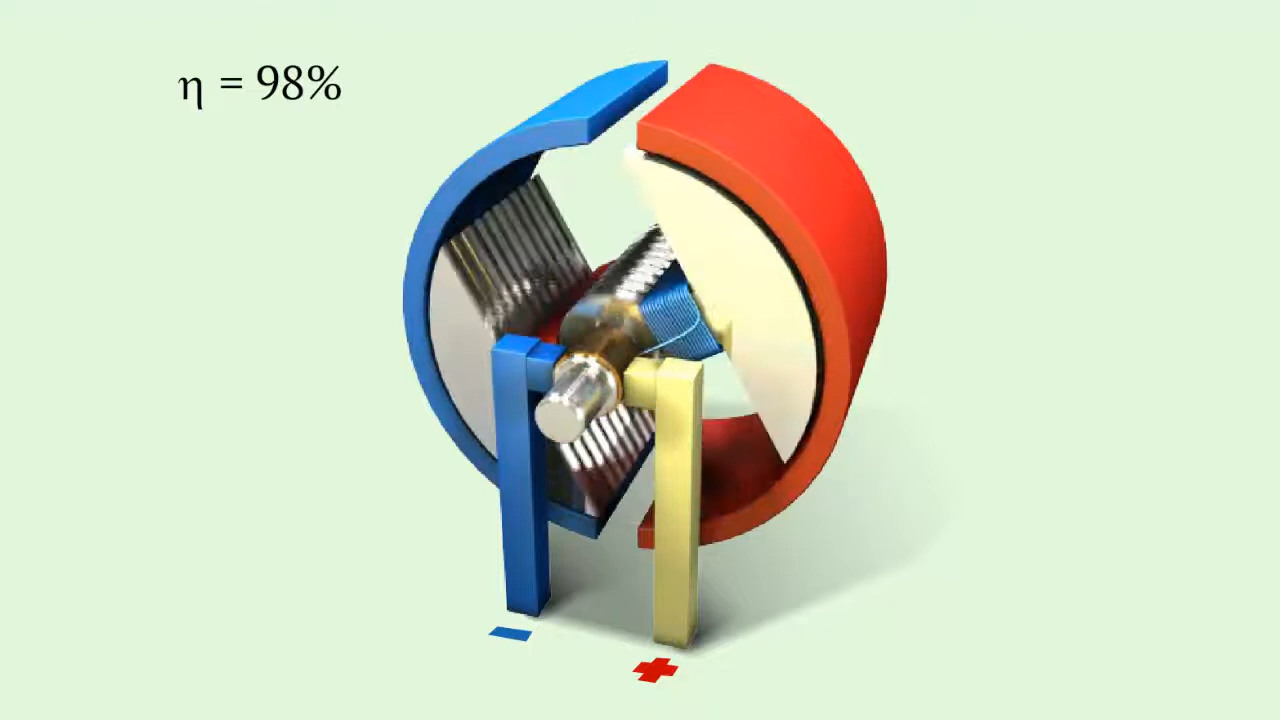 η = 98%